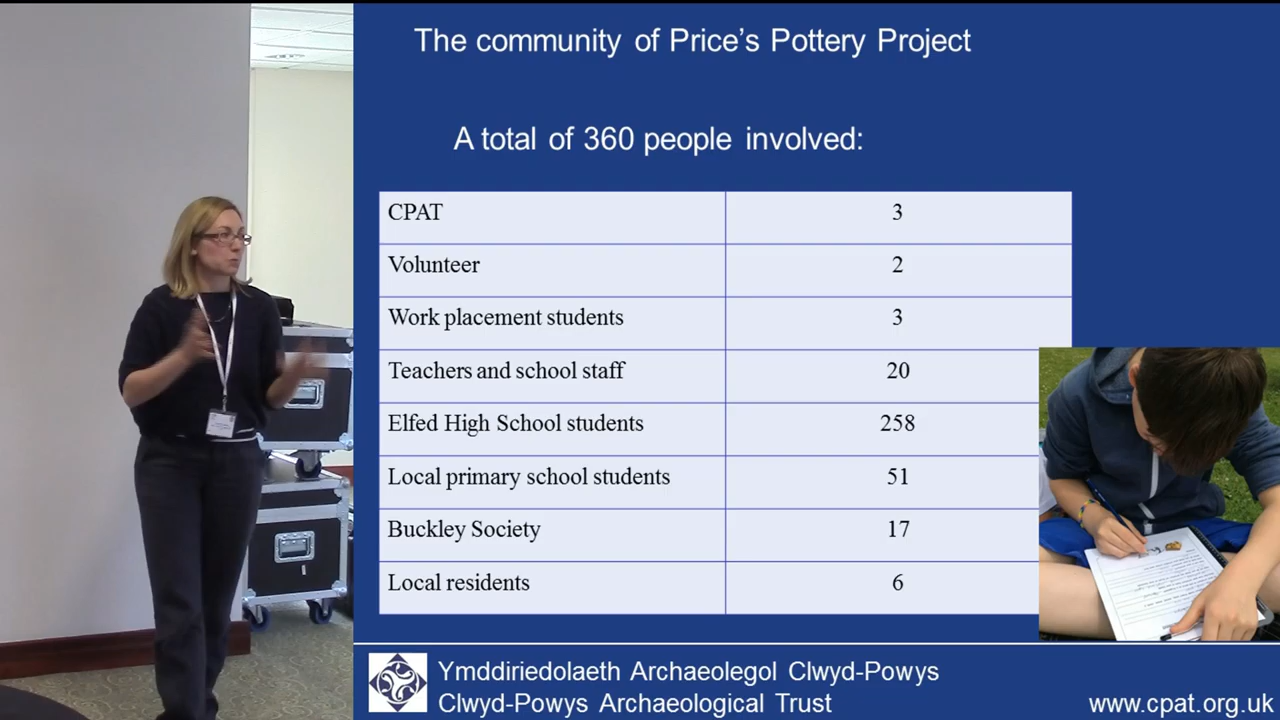 The community of Price's Pottery Project
A total of 360 people involved:
CPAT 3
Volunteer 2
Work placement students 3
Teachers and school staff 20
Elfed High School students 258
Local primary school students 51
Buckley Society 17
Local residents 6
Ymddiriedolaeth Archaeolegol Clwyd-Powys
Clwyd-Powys Archaeological Trust
www.cpat.org.uk